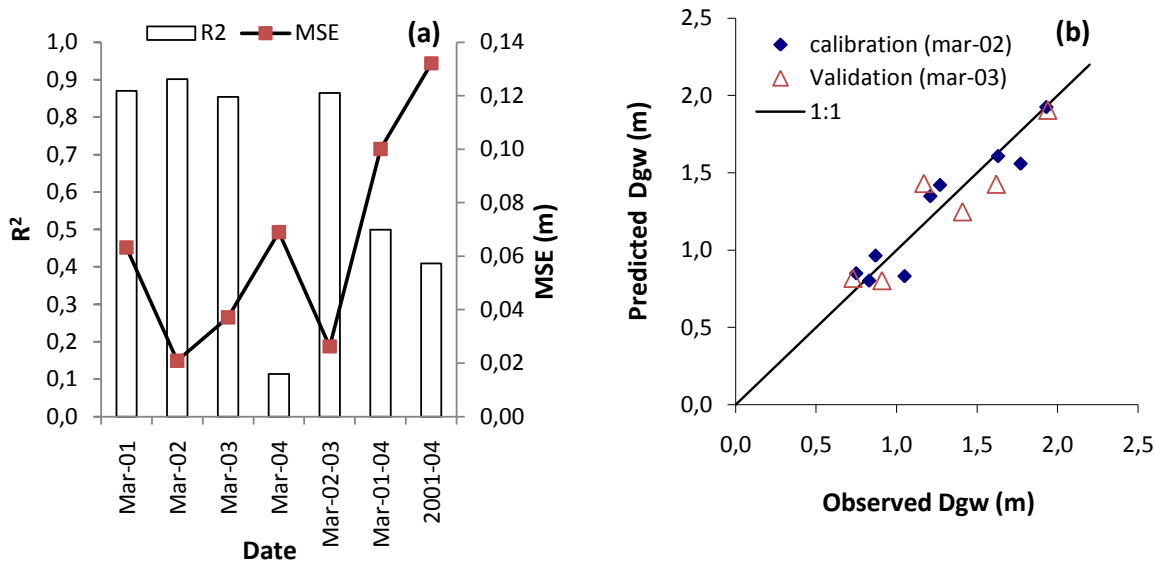 R2
MSE
(a)
1,0
0,9
0,8
0,7
0,6
0,5
0,4
0,3
0,2
0,1
0,0
R²
0,14
0,12
0,10
0,08
0,06
0,04
0,02
0,00
MSE (m)
Mar-01
Mar-02
Mar-03
Mar-04
Mar-02-03
Mar-01-04
2001-04
Date
(b)
calibration (mar-02)
Validation (mar-03)
1:1
2,5
2,0
1,5
1,0
0,5
0,0
Predicted Dgw (m)
0,0 0,5 1,0 1,5 2,0 2,5
Observed Dgw (m)